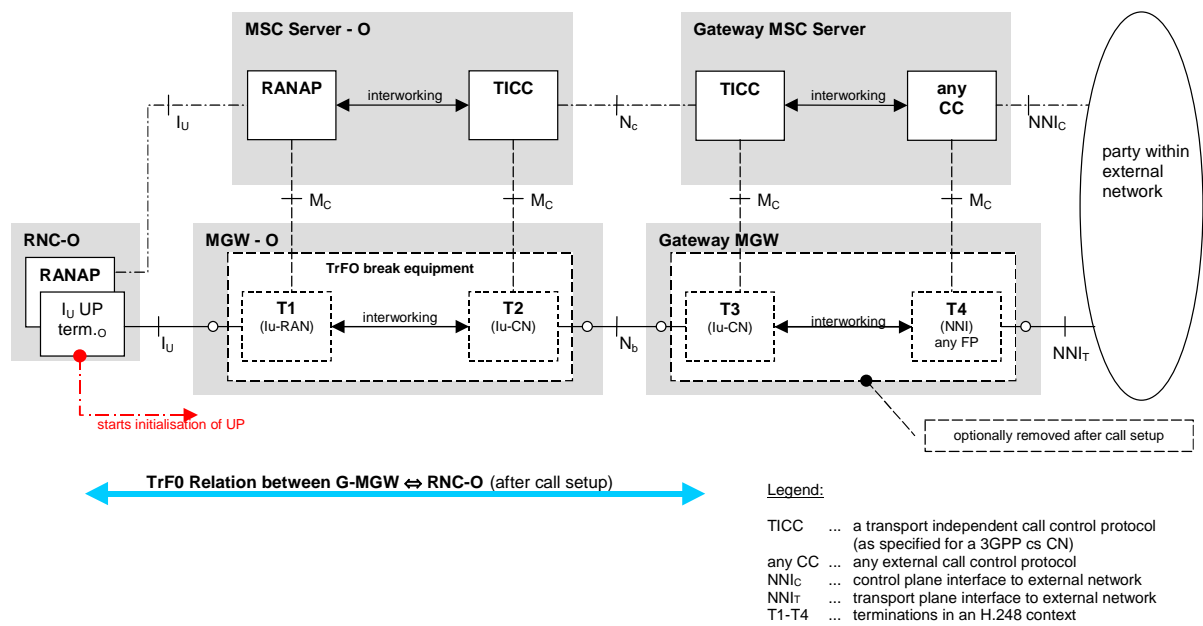 MSC Server - O
Gateway MSC Server
RANAP
interworking
TICC
TICC
interworking
any
CC
IU
Nc
NNIC
party within
external
network
MC
MC
MC
MC
RNC-O
MGW - O
Gateway MGW
RANAP
TrFO break equipment
IU UP
term.O
T1
(Iu-RAN)
interworking
T2
(Iu-CN)
T3
(Iu-CN)
interworking
T4
(NNI)
any FP
IU
Nb
NNIT
starts initialisation of UP
optionally removed after call setup
TrF0 Relation between G-MGW ⇔ RNC-O (after call setup)
Legend:
TICC ... a transport independent call control protocol
(as specified for a 3GPP cs CN)
any CC ... any external call control protocol
NNIC ... control plane interface to external network
NNIT ... transport plane interface to external network
T1-T4 ... terminations in an H.248 context